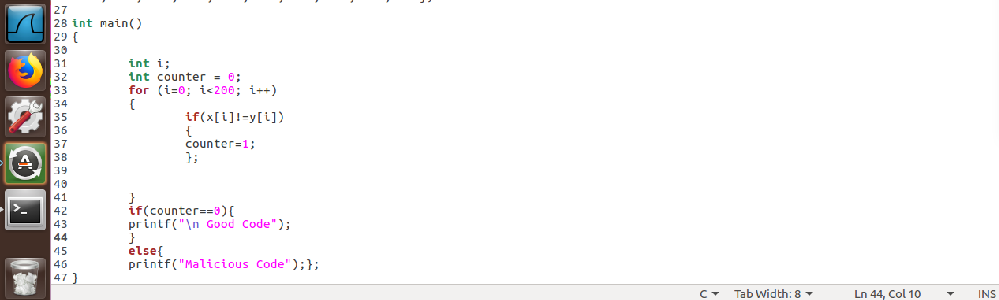 27
28 int main()
29 {
30
31 int i;
32 int counter = 0;
33 for (i=0; i<200; i++)
34 {
35 if(x[i]!=y[i])
36 {
37 counter=1;
38 };
39
40
41 }
42 if(counter==0){
43 printf("\n Good Code");
44 }
45 else{
46 printf("Malicious Code");};
47 }
C Tab Width: 8 Ln 44, Col 10 INS